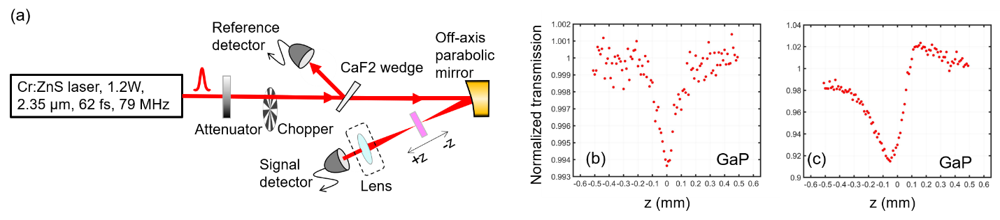 (a)
Reference
detector
Off-axis
parabolic
mirror
CaF2 wedge
Cr:ZnS laser, 1.2W,
2.35 µm, 62 fs, 79 MHz
Attenuator
Chopper
+z
-z
Signal
detector
Lens
Normalized transmission
1.002
1.001
1
0.999
0.998
0.997
0.996
0.995
0.994
0.993
(b)
GaP
-0.6 -0.5 -0.4 -0.3 -0.2 -0.1 0 0.1 0.2 0.3 0.4 0.5 0.6
z (mm)
1.04
1.02
1
0.98
0.96
0.94
0.92
0.9
(c)
GaP
-0.6 -0.5 -0.4 -0.3 -0.2 -0.1 0 0.1 0.2 0.3 0.4 0.5 0.6
z (mm)